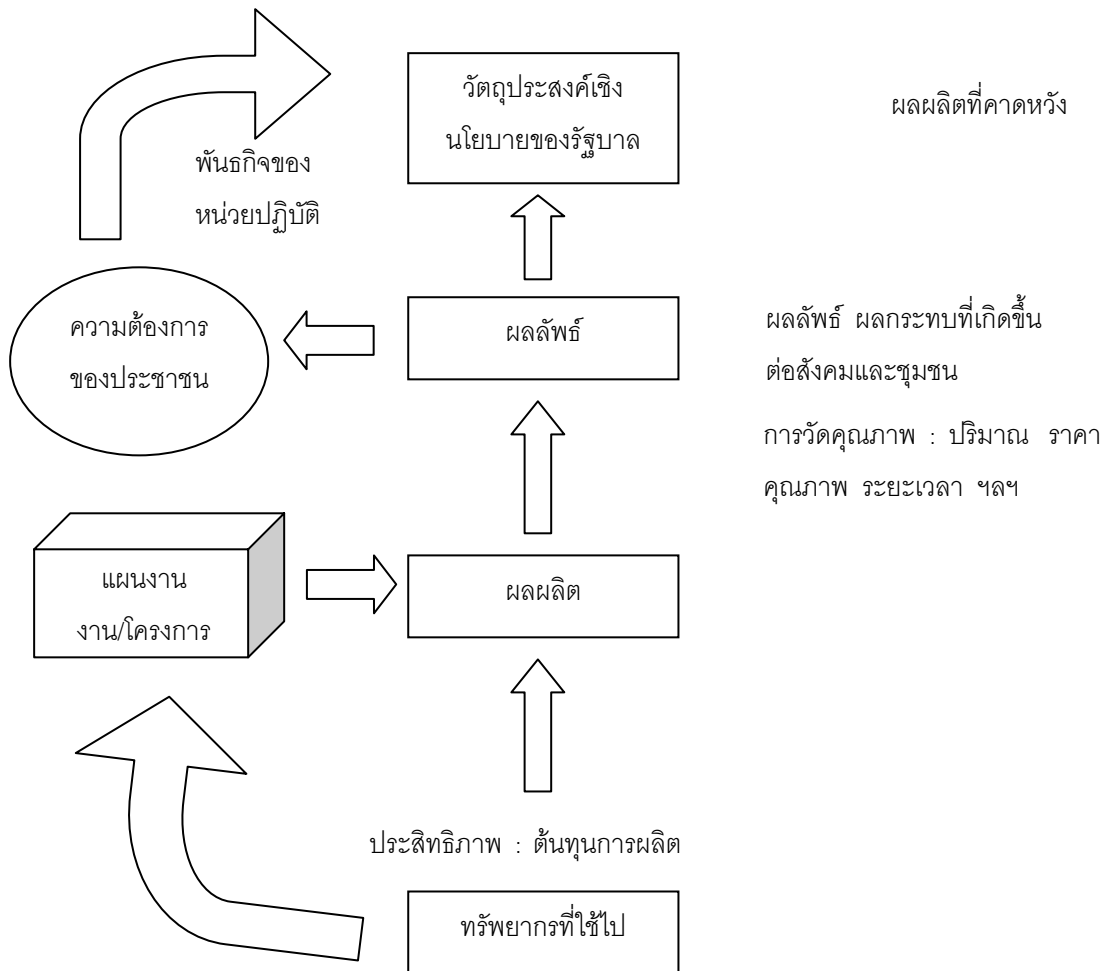 วัตถุประสงค์เชิง
นโยบายของรัฐบาล
ผลผลิตที่คาดหวัง
พันธกิจของ
หน่วยปฏิบัติ
ความต้องการ
ของประชาชน
ผลลัพธ์
ผลลัพธ์ ผลกระทบที่เกิดขึ้น
ต่อสังคมและชุมชน
การวัดคุณภาพ : ปริมาณ ราคา
คุณภาพ ระยะเวลา ฯลฯ
แผนงาน
งาน/โครงการ
ผลผลิต
ประสิทธิภาพ : ต้นทุนการผลิต
ทรัพยากรที่ใช้ไป